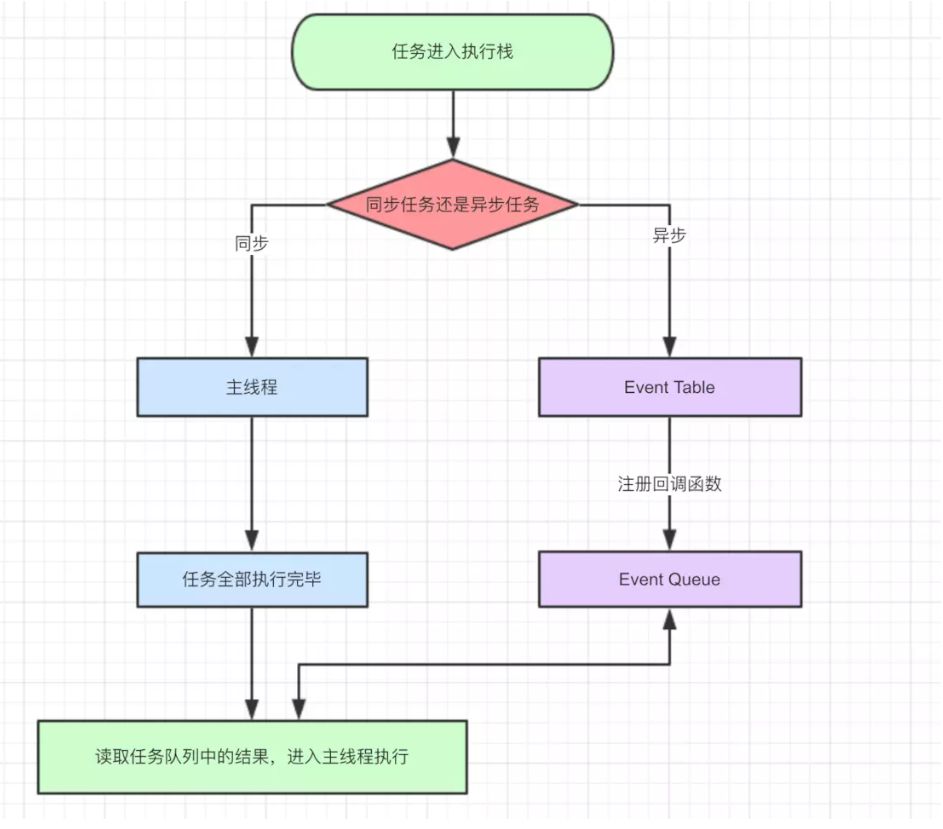 任务进入执行栈
同步任务还是异步任务
同步
异步
主线程
Event Table
注册回调函数
任务全部执行完毕
Event Queue
读取任务队列中的结果，进入主线程执行